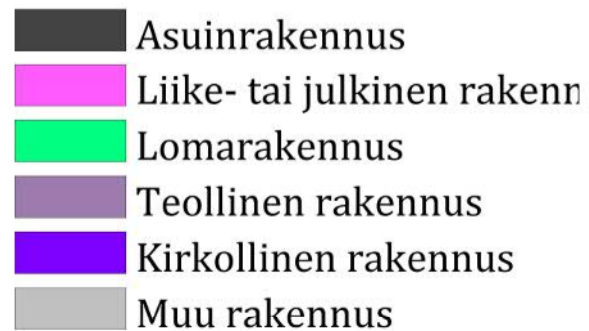 Asuinrakennus
Liike- tai julkinen rakenn
Lomarakennus
Teollinen rakennus
Kirkollinen rakennus
Muu rakennus